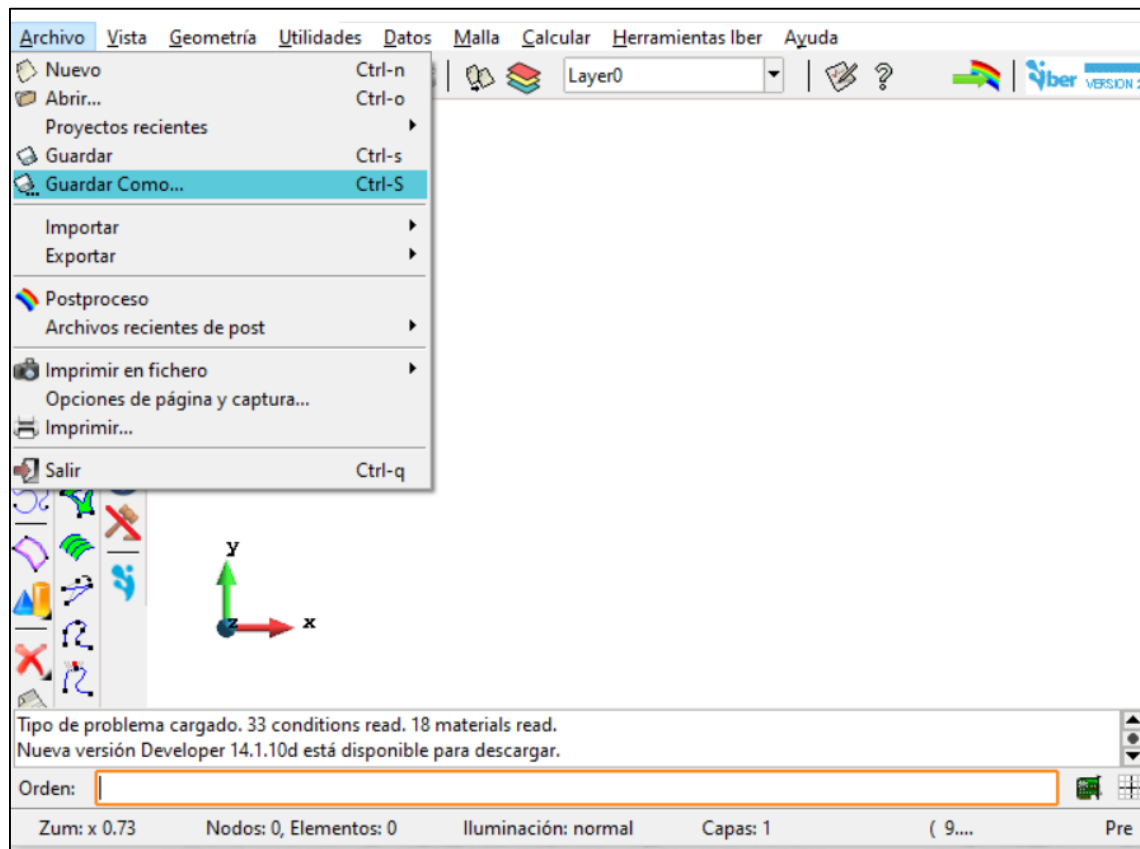 Archivo Vista Geometría Utilidades Datos Malla Calcular Herramientas Iber Ayuda
Nuevo Ctrl-n
Layer0
iber VERSION 2
Abrir... Ctrl-o
Proyectos recientes
Guardar Ctrl-s
Guardar Como... Ctrl-S
Importar
Exportar
Postproceso
Archivos recientes de post
Imprimir en fichero
Opciones de página y captura...
Imprimir...
Salir Ctrl-q
y
z x
Tipo de problema cargado. 33 conditions read. 18 materials read.
Nueva versión Developer 14.1.10d está disponible para descargar.
Orden:
Zum: x 0.73 Nodos: 0, Elementos: 0 Iluminación: normal Capas: 1 ( 9.... Pre